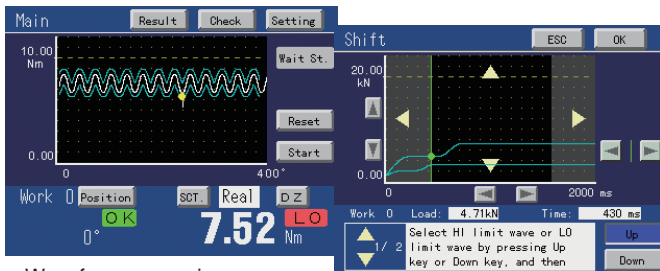 Main Result Check Setting
10.00
Nm
Wait St.
Reset
Start
0.00
0 400°
Work 0 Position SCT. Real DZ
OK LO
0° 7.52 Nm
Shift ESC OK
20.00
kN
0.00
0 2000 ms
Work 0 Load: 4.71kN Time: 430 ms
1/ 2
Select HI limit wave or LO
limit wave by pressing Up
key or Down key, and then
Up
Down